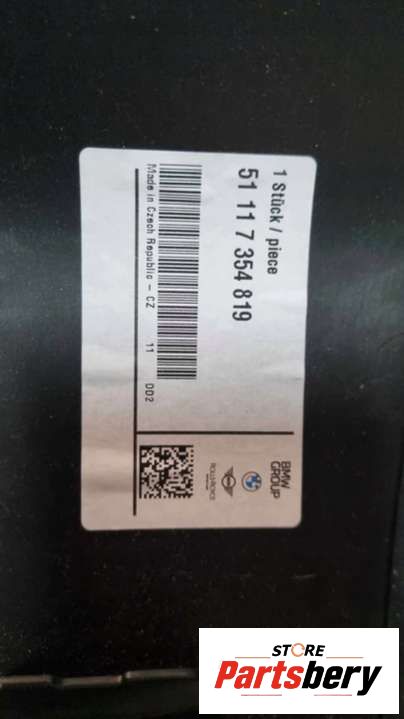 1 Stück / piece
51 11 7 354 819
Made in Czech Republic – CZ 11 002
BMW
GROUP
ROLLS-ROYCE
STORE
Partsbery